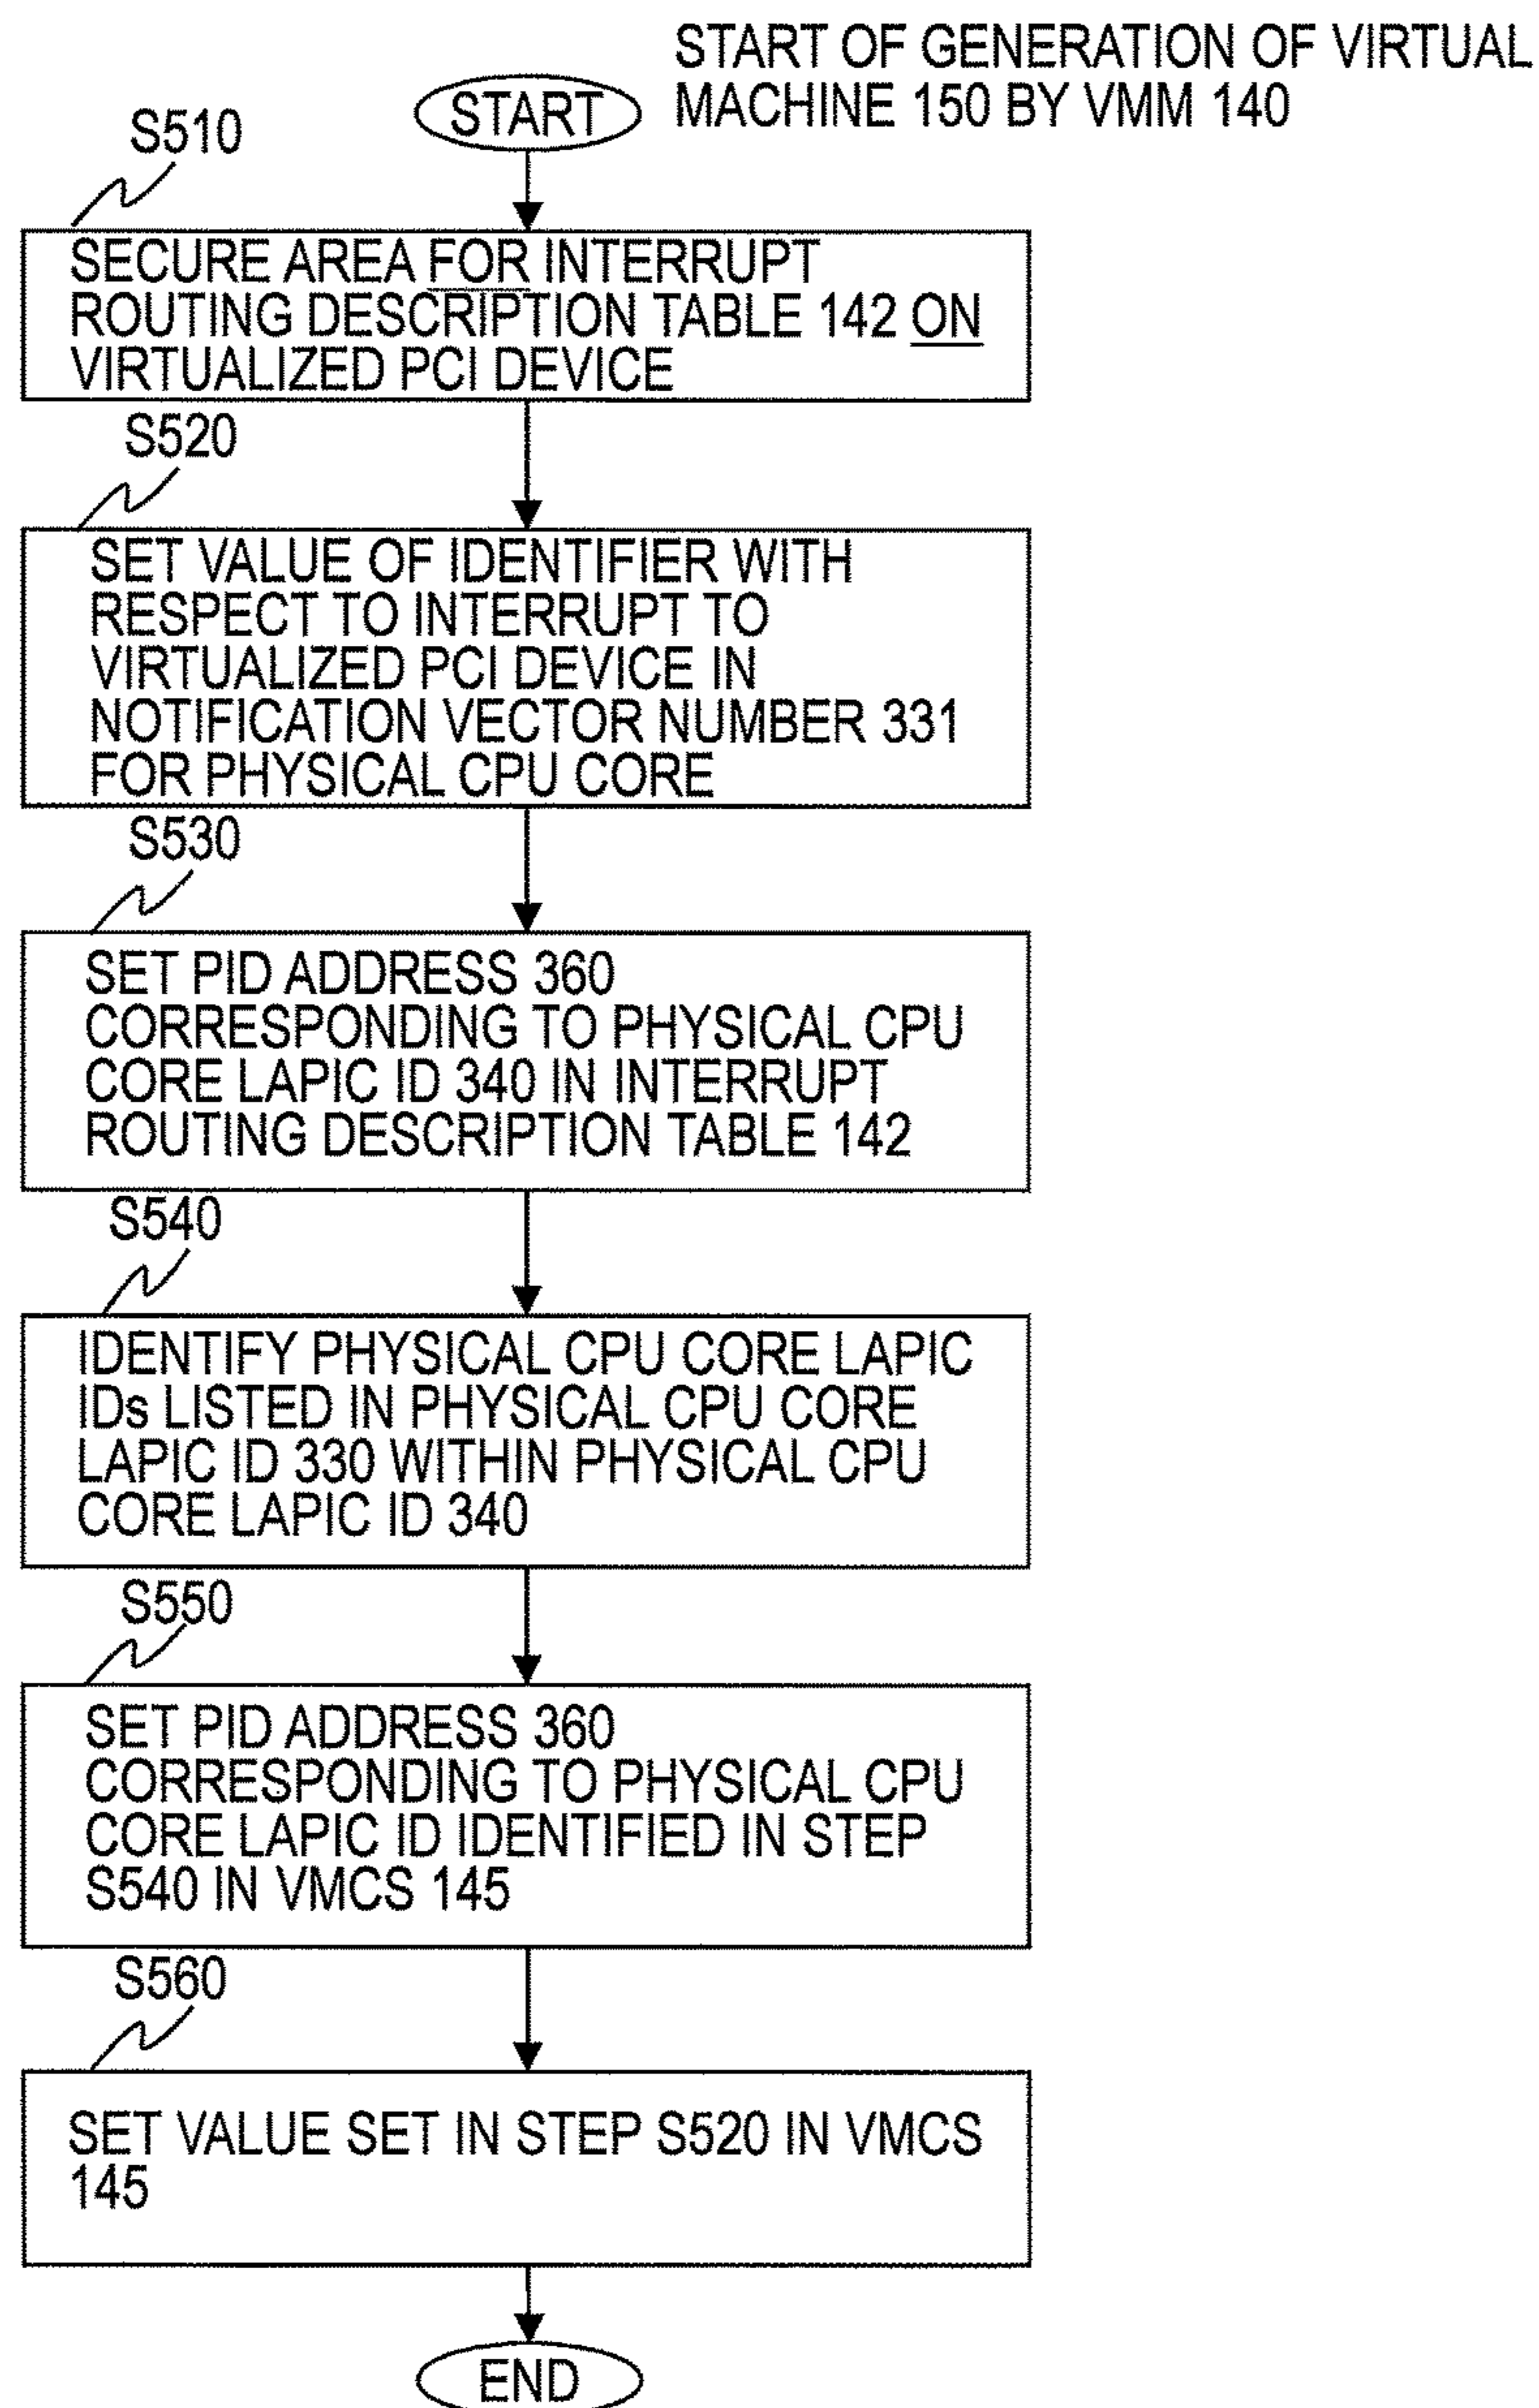 START OF GENERATION OF VIRTUAL
MACHINE 150 BY VMM 140
START
S510
SECURE AREA FOR INTERRUPT
ROUTING DESCRIPTION TABLE 142 ON
VIRTUALIZED PCI DEVICE
S520
SET VALUE OF IDENTIFIER WITH
RESPECT TO INTERRUPT TO
VIRTUALIZED PCI DEVICE IN
NOTIFICATION VECTOR NUMBER 331
FOR PHYSICAL CPU CORE
S530
SET PID ADDRESS 360
CORRESPONDING TO PHYSICAL CPU
CORE LAPIC ID 340 IN INTERRUPT
ROUTING DESCRIPTION TABLE 142
S540
IDENTIFY PHYSICAL CPU CORE LAPIC
IDs LISTED IN PHYSICAL CPU CORE
LAPIC ID 330 WITHIN PHYSICAL CPU
CORE LAPIC ID 340
S550
SET PID ADDRESS 360
CORRESPONDING TO PHYSICAL CPU
CORE LAPIC ID IDENTIFIED IN STEP
S540 IN VMCS 145
S560
SET VALUE SET IN STEP S520 IN VMCS
145
END